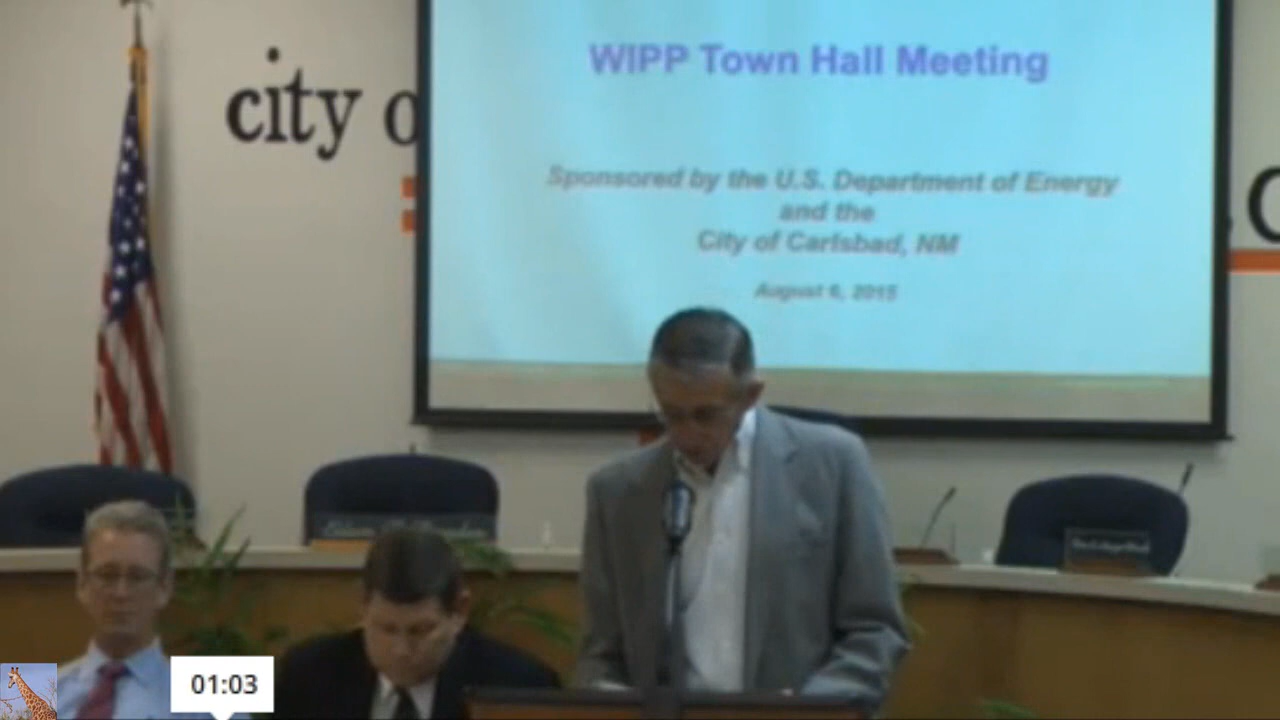 city o
WIPP Town Hall Meeting
Sponsored by the U.S. Department of Energy
and the
City of Carlsbad, NM
August 6, 2015
01:03